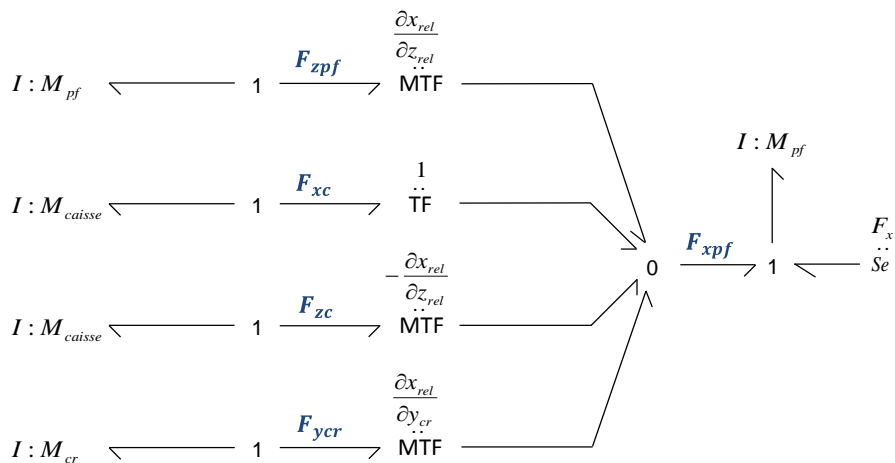 ∂x_rel / ∂z_rel
I : M_pf 1 F_zpf MTF
I : M_pf
1
I : M_caisse 1 F_xc TF
F_x
0 F_xpf 1 Se
−∂x_rel / ∂z_rel
I : M_caisse 1 F_zc MTF
∂x_rel / ∂y_cr
I : M_cr 1 F_ycr MTF